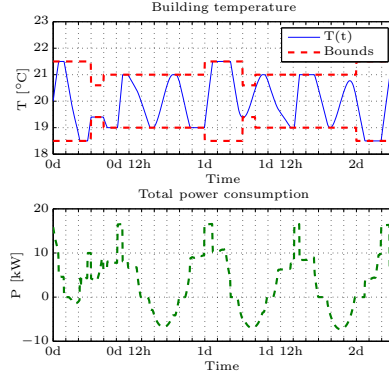 Building temperature
23
22
21
20
19
18
T [°C]
T(t)
Bounds
0d
0d 12h
1d
1d 12h
2d
Time
Total power consumption
20
10
0
−10
P [kW]
0d
0d 12h
1d
1d 12h
2d
Time